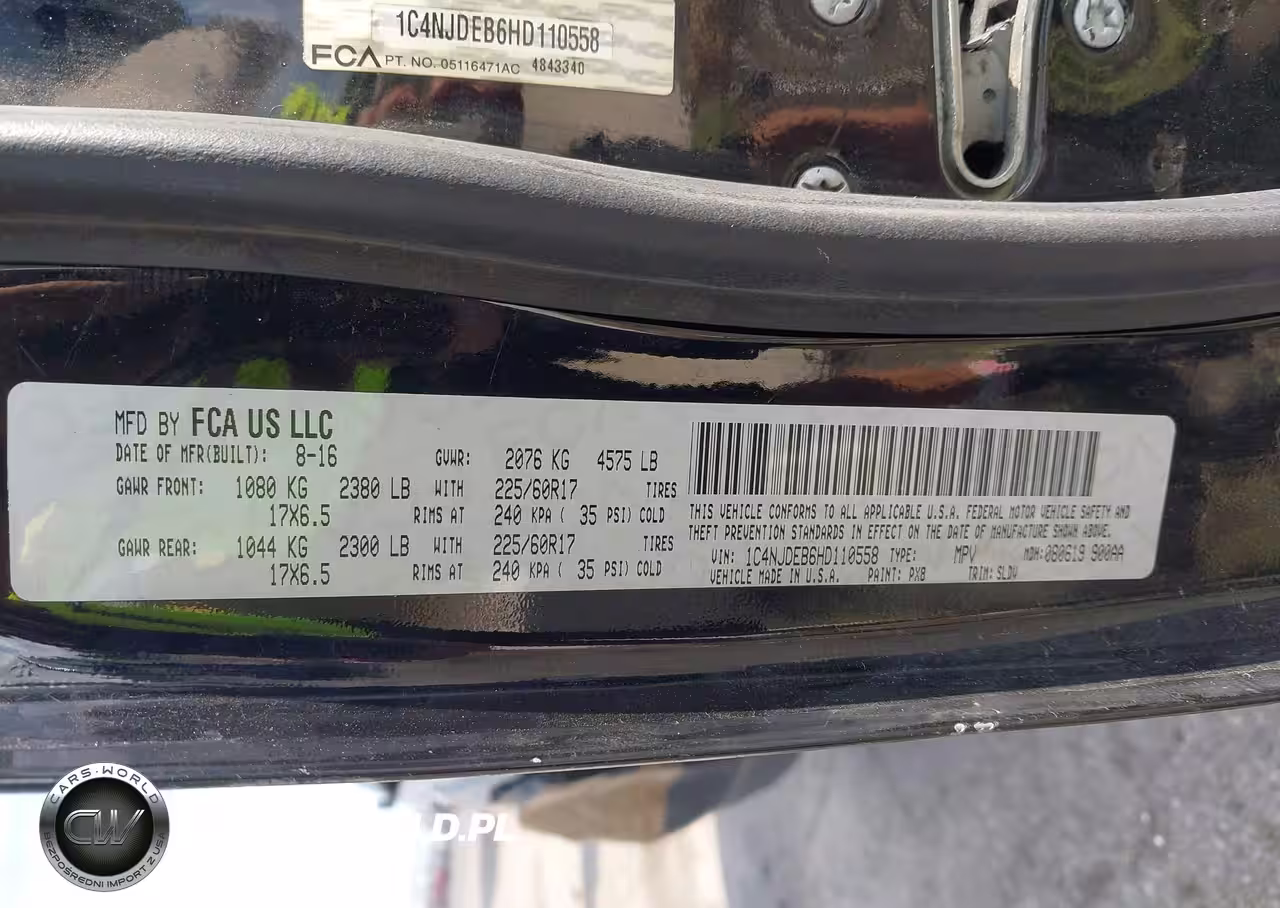 1C4NJDEB6HD110558
FCA PT. NO. 05116471AC 4843340
MFD BY FCA US LLC
DATE OF MFR(BUILT): 8-16 GVWR: 2076 KG 4575 LB
GAWR FRONT: 1080 KG 2380 LB WITH 225/60R17 TIRES
17X6.5 RIMS AT 240 KPA ( 35 PSI) COLD
GAWR REAR: 1044 KG 2300 LB WITH 225/60R17 TIRES
17X6.5 RIMS AT 240 KPA ( 35 PSI) COLD
THIS VEHICLE CONFORMS TO ALL APPLICABLE U.S.A. FEDERAL MOTOR VEHICLE SAFETY AND
THEFT PREVENTION STANDARDS IN EFFECT ON THE DATE OF MANUFACTURE SHOWN ABOVE.
VIN: 1C4NJDEB6HD110558 TYPE: MPV MDH: 080619 900AA
VEHICLE MADE IN U.S.A. PAINT: PX8 TRIM: SLDV
CARS-WORLD
CW
BEZPOŚREDNI IMPORT Z USA
LD.PL